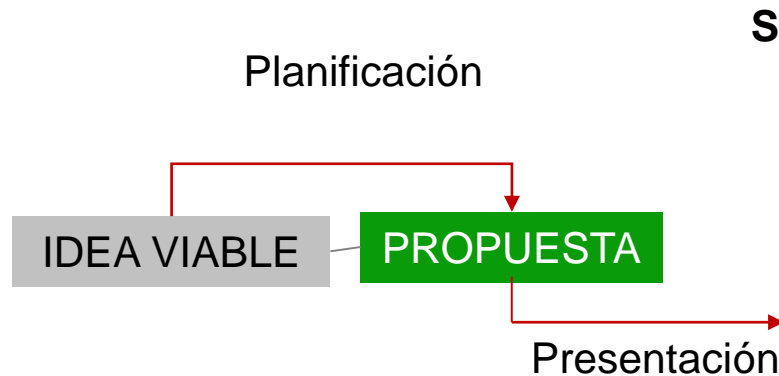 S
Planificación
IDEA VIABLE
PROPUESTA
Presentación